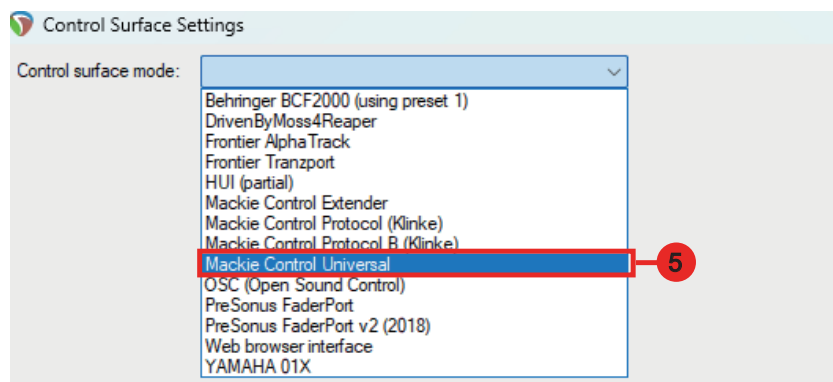 Control Surface Settings
Control surface mode:
Behringer BCF2000 (using preset 1)
DrivenByMoss4Reaper
Frontier AlphaTrack
Frontier Tranzport
HUI (partial)
Mackie Control Extender
Mackie Control Protocol (Klinke)
Mackie Control Protocol B (Klinke)
Mackie Control Universal
5
OSC (Open Sound Control)
PreSonus FaderPort
PreSonus FaderPort v2 (2018)
Web browser interface
YAMAHA 01X